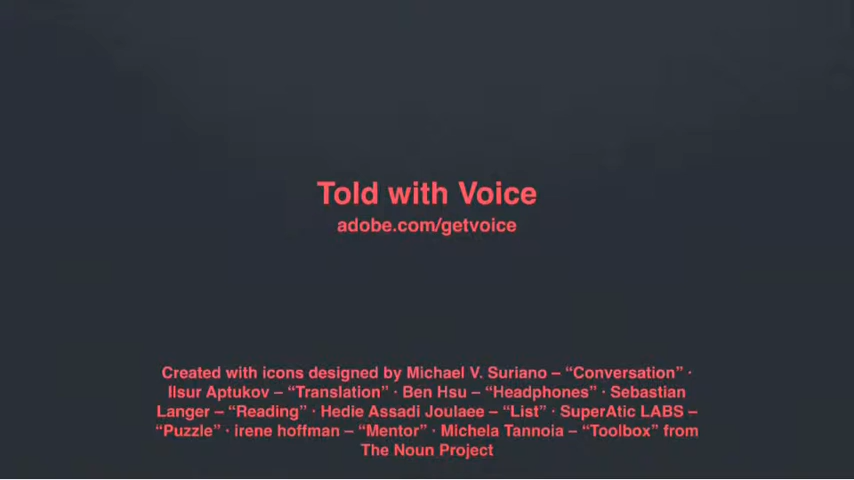 Told with Voice
adobe.com/getvoice
Created with icons designed by Michael V. Suriano – “Conversation” ·
Ilsur Aptukov – “Translation” · Ben Hsu – “Headphones” · Sebastian
Langer – “Reading” · Hedie Assadi Joulaee – “List” · SuperAtic LABS –
“Puzzle” · irene hoffman – “Mentor” · Michela Tannoia – “Toolbox” from
The Noun Project